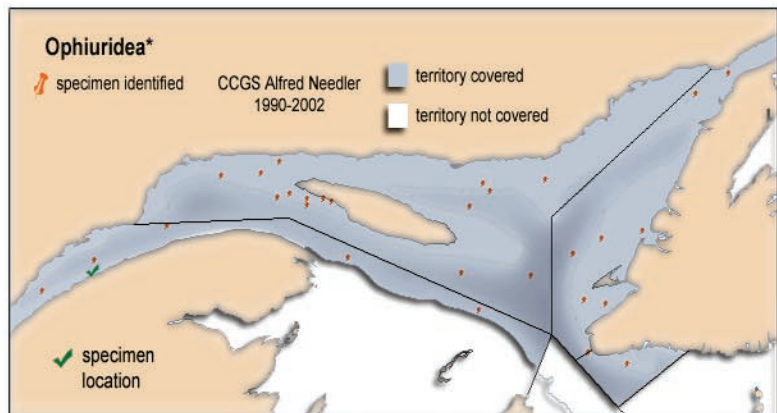 Ophiuridea*
specimen identified
CCGS Alfred Needler
1990-2002
territory covered
territory not covered
specimen
location